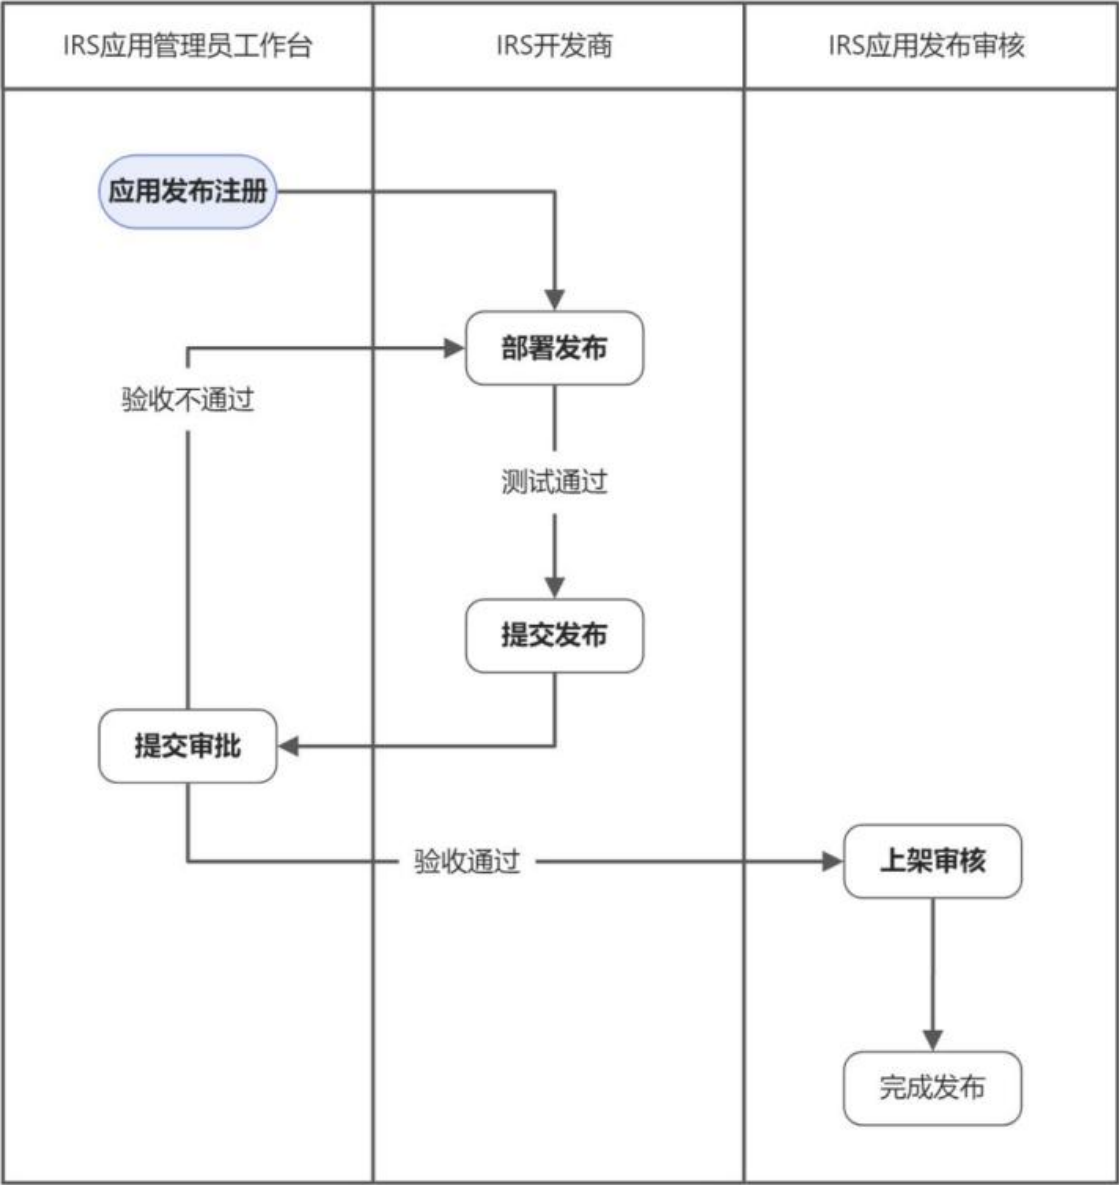 IRS应用管理员工作台
IRS开发商
IRS应用发布审核
应用发布注册
部署发布
验收不通过
测试通过
提交发布
提交审批
验收通过
上架审核
完成发布